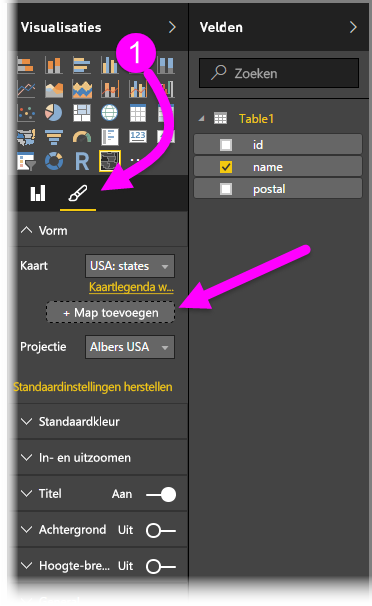 Visualisaties
Velden
1
Zoeken
R
123
Table1
id
name
postal
Vorm
Kaart
USA: states
Kaartlegenda w...
+ Map toevoegen
Projectie
Albers USA
Standaardinstellingen herstellen
Standaardkleur
In- en uitzoomen
Titel
Aan
Achtergrond
Uit
Hoogte-bre...
Uit